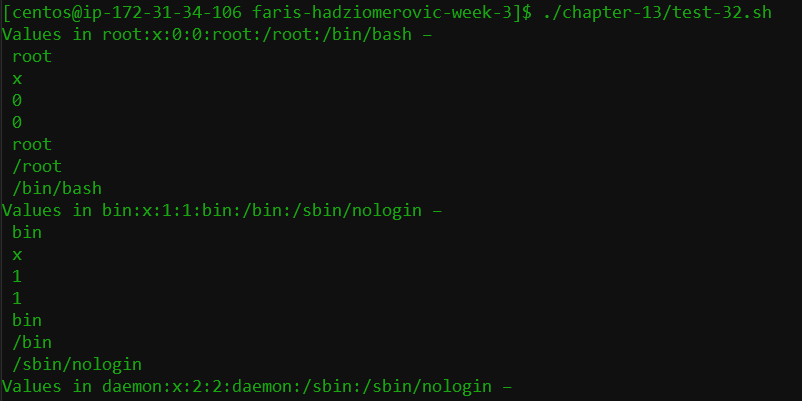 [centos@ip-172-31-34-106 faris-hadziomerovic-week-3]$ ./chapter-13/test-32.sh
Values in root:x:0:0:root:/root:/bin/bash –
root
x
0
0
root
/root
/bin/bash
Values in bin:x:1:1:bin:/bin:/sbin/nologin –
bin
x
1
1
bin
/bin
/sbin/nologin
Values in daemon:x:2:2:daemon:/sbin:/sbin/nologin –